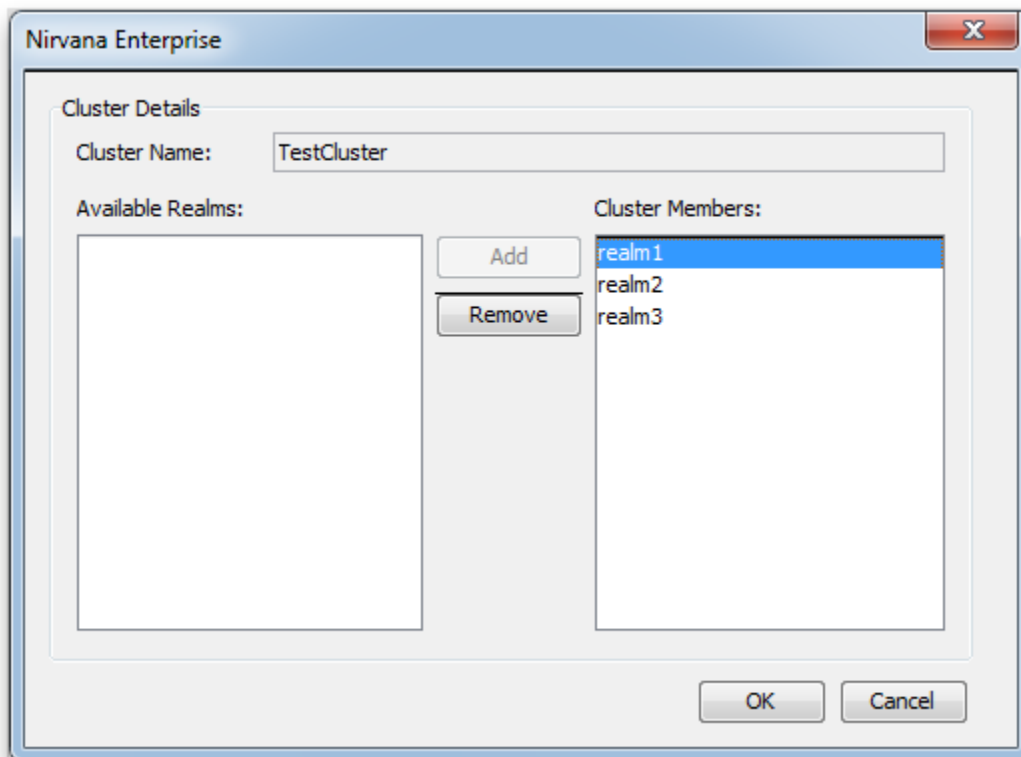 Nirvana Enterprise
Cluster Details
Cluster Name: TestCluster
Available Realms: Cluster Members:
Add
Remove
realm1
realm2
realm3
OK Cancel